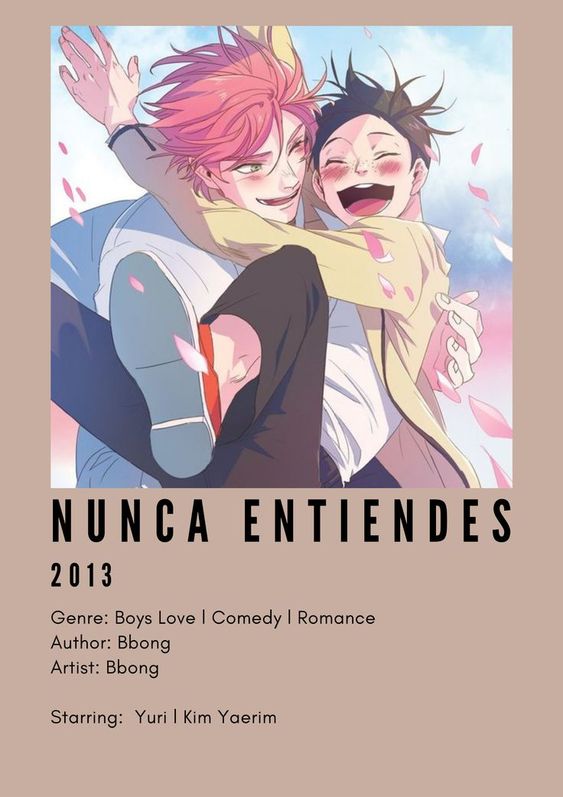 NUNCA ENTIENDES
2013
Genre: Boys Love | Comedy | Romance
Author: Bbong
Artist: Bbong
Starring: Yuri | Kim Yaerim